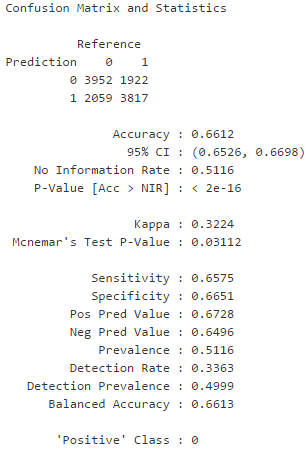 Confusion Matrix and Statistics
Reference
Prediction 0 1
0 3952 1922
1 2059 3817
Accuracy : 0.6612
95% CI : (0.6526, 0.6698)
No Information Rate : 0.5116
P-Value [Acc > NIR] : < 2e-16
Kappa : 0.3224
Mcnemar's Test P-Value : 0.03112
Sensitivity : 0.6575
Specificity : 0.6651
Pos Pred Value : 0.6728
Neg Pred Value : 0.6496
Prevalence : 0.5116
Detection Rate : 0.3363
Detection Prevalence : 0.4999
Balanced Accuracy : 0.6613
'Positive' Class : 0